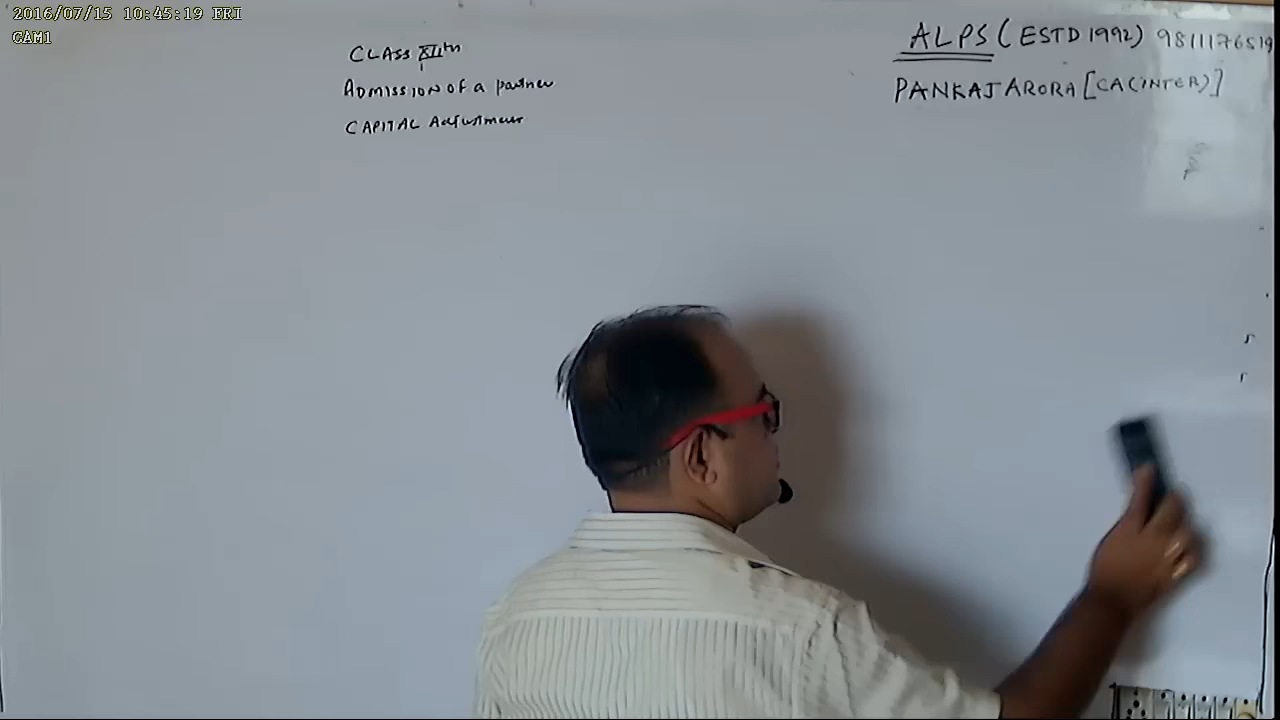 2016/07/15 10:45:19 FRI
CAM1
CLASS XIIth
ADMISSION OF a partner
CAPITAL Adjustment
ALPS (ESTD 1992) 9811176519
PANKAJ ARORA [CA(INTER)]